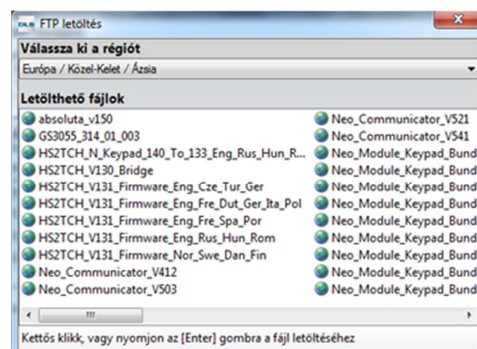 DLS FTP letöltés
Válassza ki a régiót
Európa / Közel-Kelet / Ázsia
Letölthető fájlok
absoluta_v150
GS3055_314_01_003
HS2TCH_N_Keypad_140_To_133_Eng_Rus_Hun_R...
HS2TCH_V130_Bridge
HS2TCH_V131_Firmware_Eng_Cze_Tur_Ger
HS2TCH_V131_Firmware_Eng_Fre_Dut_Ger_Ita_Pol
HS2TCH_V131_Firmware_Eng_Fre_Spa_Por
HS2TCH_V131_Firmware_Eng_Rus_Hun_Rom
HS2TCH_V131_Firmware_Nor_Swe_Dan_Fin
Neo_Communicator_V412
Neo_Communicator_V503
Neo_Communicator_V521
Neo_Communicator_V541
Neo_Module_Keypad_Bund
Neo_Module_Keypad_Bund
Neo_Module_Keypad_Bund
Neo_Module_Keypad_Bund
Neo_Module_Keypad_Bund
Neo_Module_Keypad_Bund
Neo_Module_Keypad_Bund
Neo_Module_Keypad_Bund
Neo_Module_Keypad_Bund
Kettős klikk, vagy nyomjon az [Enter] gombra a fájl letöltéséhez